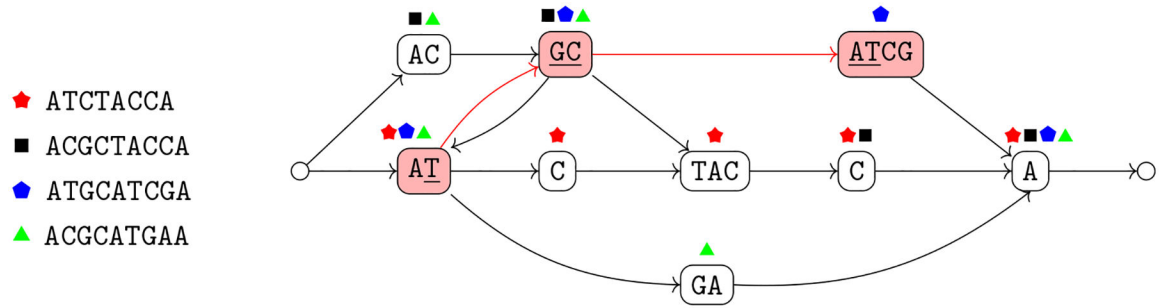 AC GC ATCG
ATCTACCA
ACGCTACCA
AT C TAC C A
ATGCATCGA
ACGCATGAA
GA